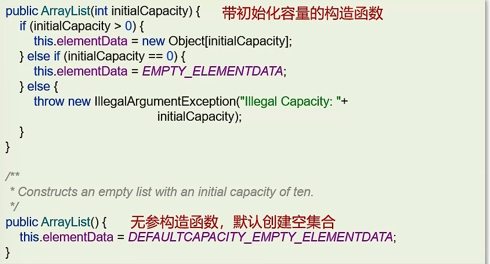 public ArrayList(int initialCapacity) { 带初始化容量的构造函数
if (initialCapacity > 0) {
this.elementData = new Object[initialCapacity];
} else if (initialCapacity == 0) {
this.elementData = EMPTY_ELEMENTDATA;
} else {
throw new IllegalArgumentException("Illegal Capacity: "+
initialCapacity);
}
}
/**
* Constructs an empty list with an initial capacity of ten.
*/
public ArrayList() { 无参构造函数，默认创建空集合
this.elementData = DEFAULTCAPACITY_EMPTY_ELEMENTDATA;
}